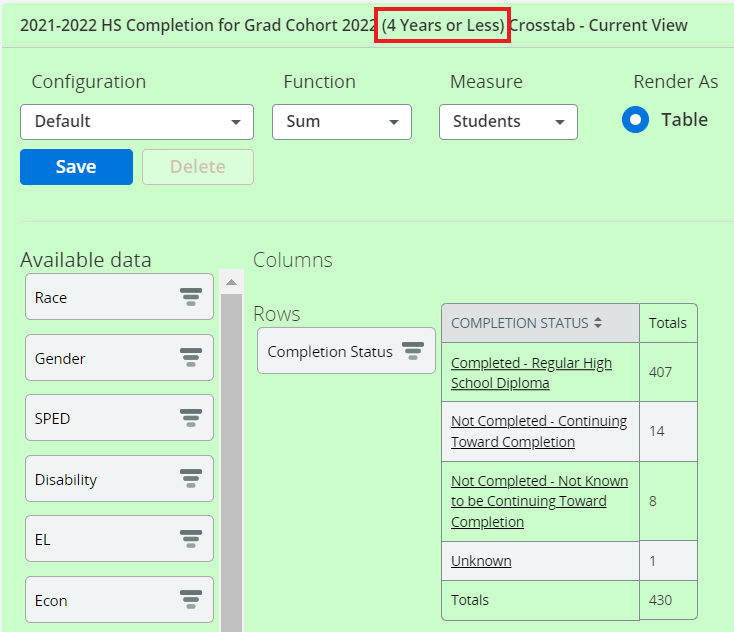 2021-2022 HS Completion for Grad Cohort 2022 (4 Years or Less) Crosstab - Current View
Configuration
Function
Measure
Render As
Default
Sum
Students
Table
Save
Delete
Available data
Columns
Race
Gender
SPED
Disability
EL
Econ
Rows
Completion Status
COMPLETION STATUS
Totals
Completed - Regular High
School Diploma
407
Not Completed - Continuing
Toward Completion
14
Not Completed - Not Known
to be Continuing Toward
Completion
8
Unknown
1
Totals
430